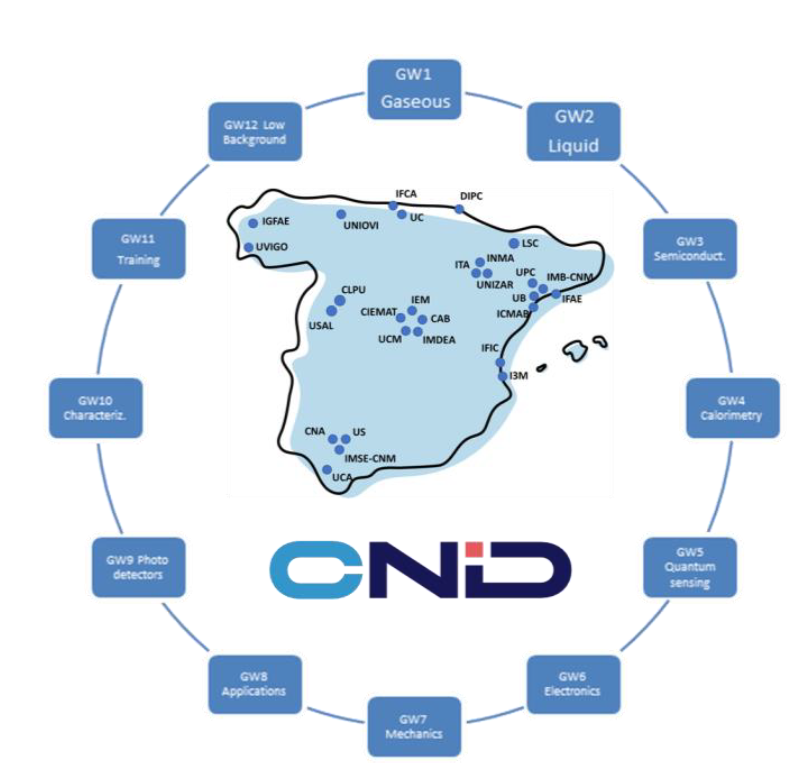 GW1
Gaseous
GW2
Liquid
GW3
Semiconduct.
GW4
Calorimetry
GW5
Quantum
sensing
GW6
Electronics
GW7
Mechanics
GW8
Applications
GW9 Photo
detectors
GW10
Characteriz.
GW11
Training
GW12 Low
Background
IFCA
DIPC
UC
UNIOVI
IGFAE
UVIGO
LSC
INMA
ITA
UNIZAR
UPC
IMB-CNM
UB
IFAE
ICMAB
CLPU
USAL
IEM
CIEMAT
CAB
UCM
IMDEA
IFIC
I3M
CNA
US
IMSE-CNM
UCA
CNID